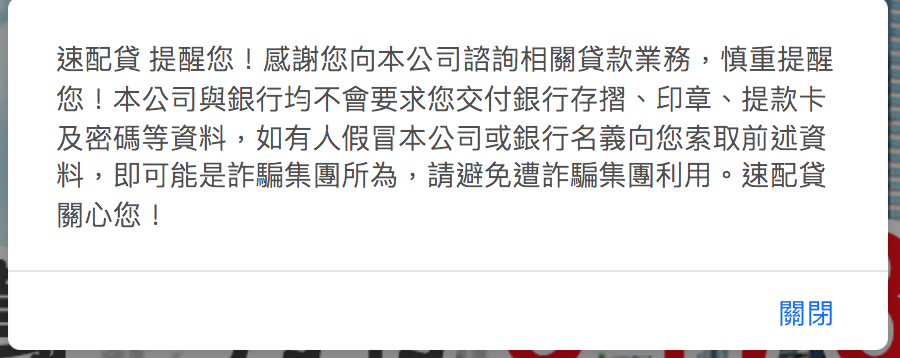 速配貸 提醒您！感謝您向本公司諮詢相關貸款業務，慎重提醒
您！本公司與銀行均不會要求您交付銀行存摺、印章、提款卡
及密碼等資料，如有人假冒本公司或銀行名義向您索取前述資
料，即可能是詐騙集團所為，請避免遭詐騙集團利用。速配貸
關心您！
關閉